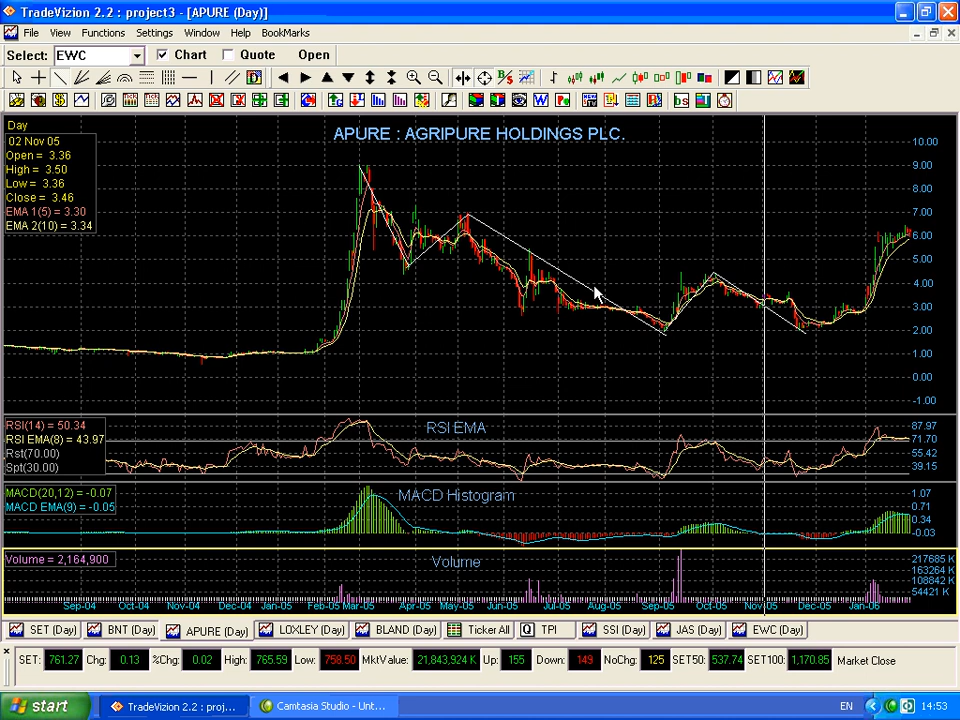 TradeVizion 2.2 : project3 - [APURE (Day)]
File View Functions Settings Window Help BookMarks
Select: EWC Chart Quote Open
Day
APURE : AGRIPURE HOLDINGS PLC.
02 Nov 05
Open = 3.36
High = 3.50
Low = 3.36
Close = 3.46
EMA 1(5) = 3.30
EMA 2(10) = 3.34
10.00
9.00
8.00
7.00
6.00
5.00
4.00
3.00
2.00
1.00
0.00
-1.00
RSI EMA
RSI(14) = 50.34
RSI EMA(8) = 43.97
Rst(70.00)
Spt(30.00)
87.97
71.70
55.42
39.15
MACD Histogram
MACD(20,12) = -0.07
MACD EMA(9) = -0.05
1.07
0.71
0.34
-0.03
Volume
Volume = 2,164,900
217685 K
163264 K
108842 K
54421 K
Sep-04 Oct-04 Nov-04 Dec-04 Jan-05 Feb-05 Mar-05 Apr-05 May-05 Jun-05 Jul-05 Aug-05 Sep-05 Oct-05 Nov-05 Dec-05 Jan-06
SET (Day) BNT (Day) APURE (Day) LOXLEY (Day) BLAND (Day) Ticker All Q TPI SSI (Day) JAS (Day) EWC (Day)
SET: 761.27 Chg: 0.13 %Chg: 0.02 High: 765.59 Low: 758.50 MktValue: 21,843,924 K Up: 155 Down: 149 NoChg: 125 SET50: 537.74 SET100: 1,170.85 Market Close
start TradeVizion 2.2 : proj... Camtasia Studio - Unt... EN 14:53